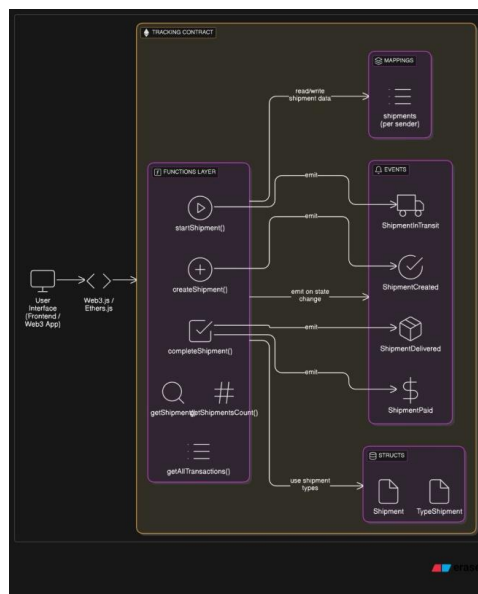 TRACKING CONTRACT
MAPPINGS
read/write
shipment data
shipments
(per sender)
FUNCTIONS LAYER
EVENTS
emit
startShipment()
ShipmentInTransit
emit
createShipment()
ShipmentCreated
User
Interface
(Frontend /
Web3 App)
Web3.js /
Ethers.js
emit on state
change
emit
completeShipment()
ShipmentDelivered
emit
getShipment()
getShipmentsCount()
ShipmentPaid
getAllTransactions()
STRUCTS
use shipment
types
Shipment
TypeShipment
eras